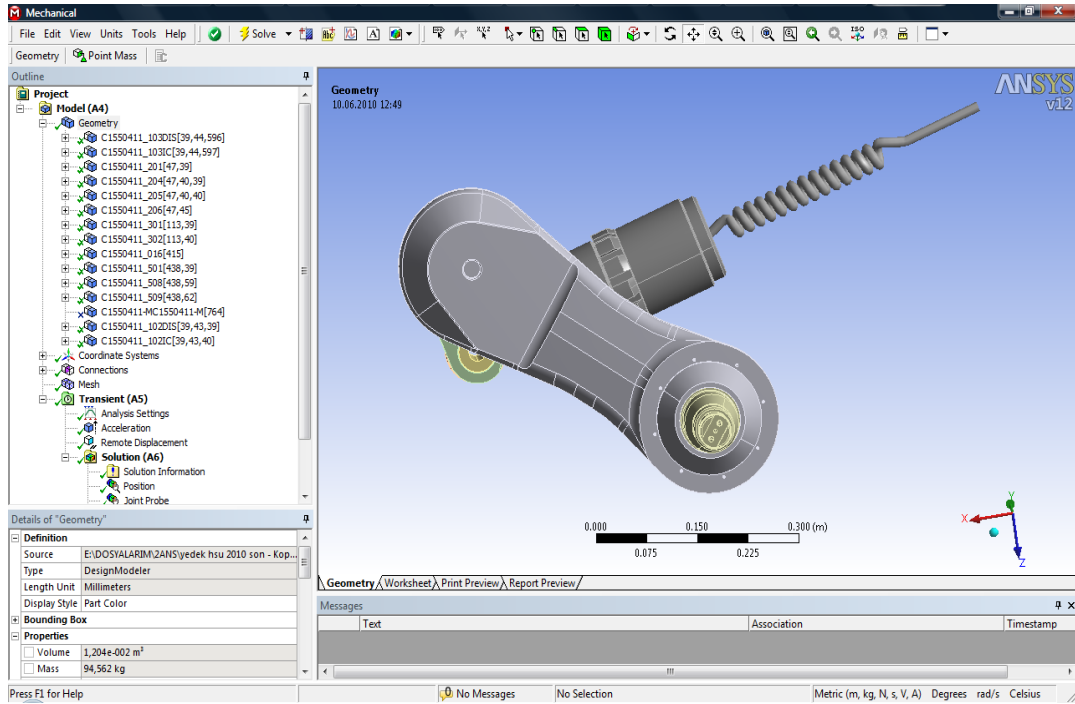 Mechanical
File Edit View Units Tools Help Solve
Geometry Point Mass
Outline
Project
Model (A4)
Geometry
C1550411_103DIS[39,44,596]
C1550411_103IC[39,44,597]
C1550411_201[47,39]
C1550411_204[47,40,39]
C1550411_205[47,40,40]
C1550411_206[47,45]
C1550411_301[113,39]
C1550411_302[113,40]
C1550411_016[415]
C1550411_501[438,39]
C1550411_508[438,59]
C1550411_509[438,62]
C1550411-MC1550411-M[764]
C1550411_102DIS[39,43,39]
C1550411_102IC[39,43,40]
Coordinate Systems
Connections
Mesh
Transient (A5)
Analysis Settings
Acceleration
Remote Displacement
Solution (A6)
Solution Information
Position
Joint Probe
Details of "Geometry"
Definition
Source E:\DOSYALARIM\2ANS\yedek hsu 2010 son - Kop...
Type DesignModeler
Length Unit Millimeters
Display Style Part Color
Bounding Box
Properties
Volume 1,204e-002 m³
Mass 94,562 kg
Geometry
10.06.2010 12:49
ANSYS
v12
0.000 0.150 0.300 (m)
0.075 0.225
X Y Z
Geometry Worksheet Print Preview Report Preview
Messages
Text Association Timestamp
Press F1 for Help No Messages No Selection Metric (m, kg, N, s, V, A) Degrees rad/s Celsius